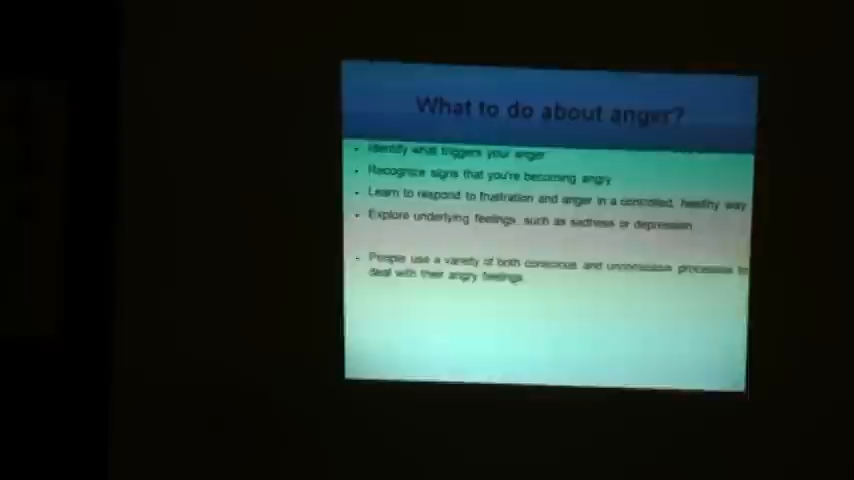 What to do about anger?
• Identify what triggers your anger
• Recognize signs that you're becoming angry
• Learn to respond to frustration and anger in a controlled, healthy way
• Explore underlying feelings, such as sadness or depression
• People use a variety of both conscious and unconscious processes to
deal with their angry feelings.